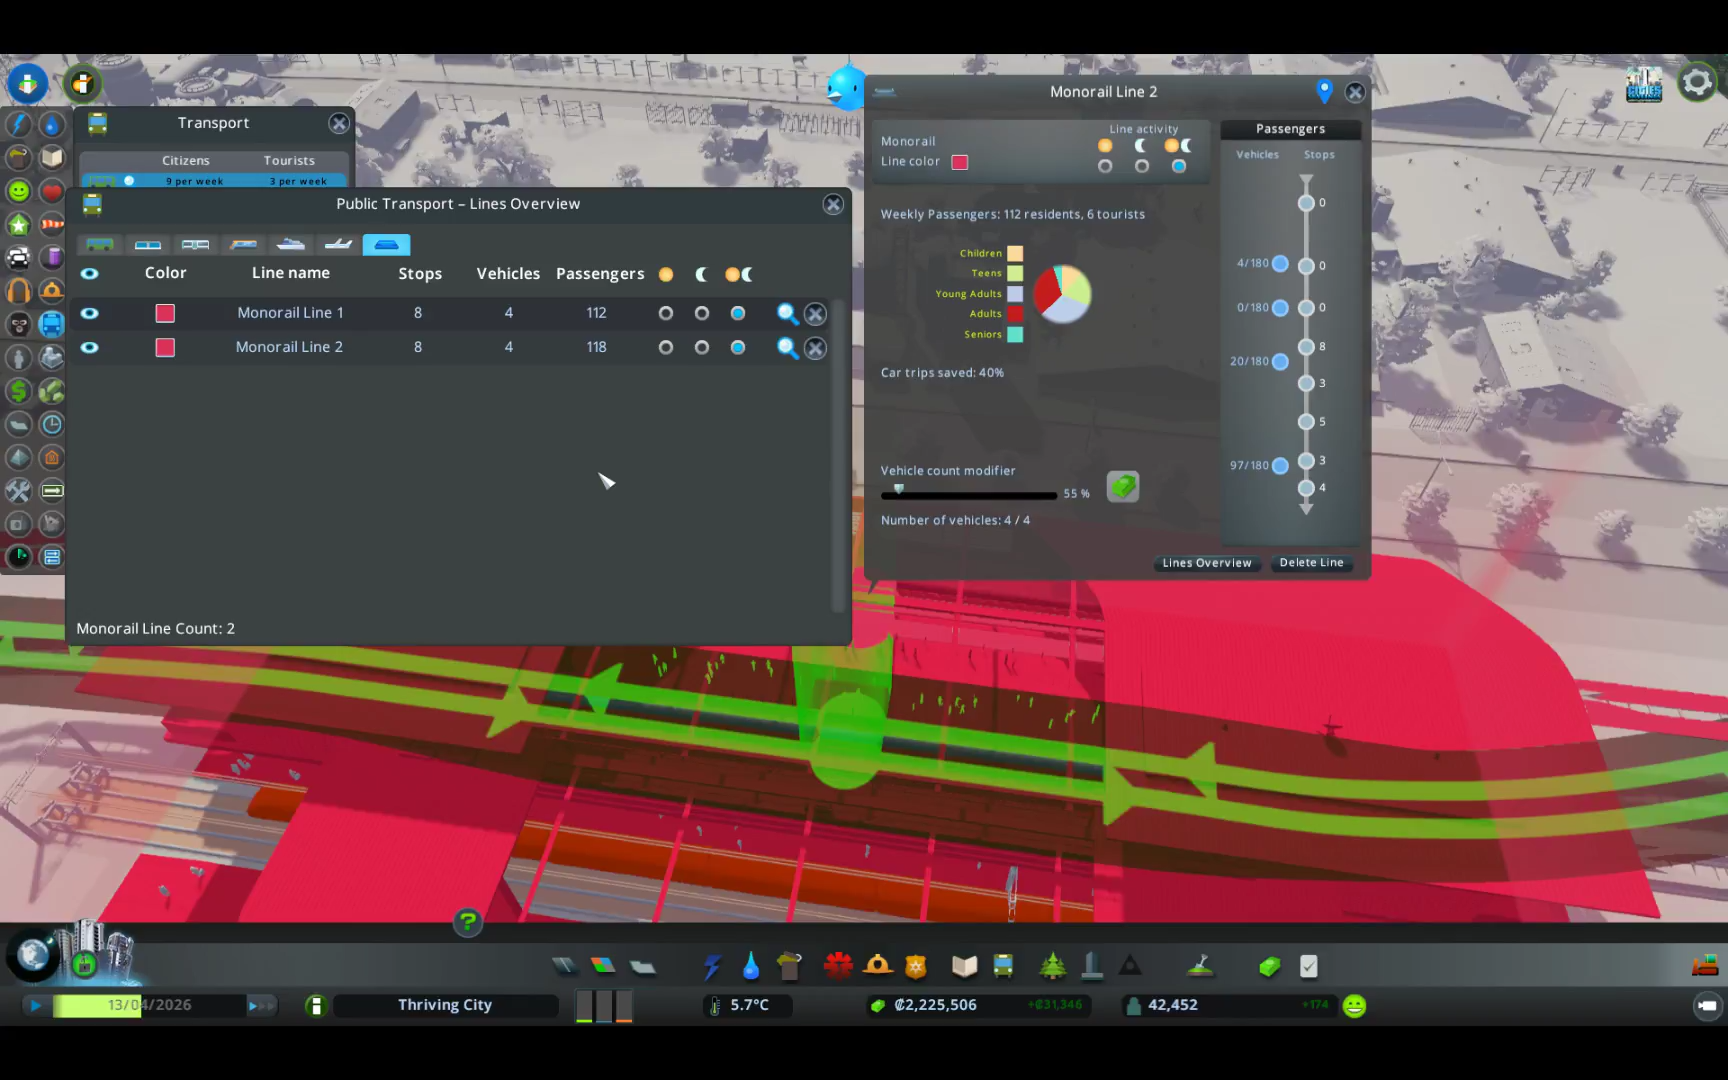 Transport
Citizens Tourists
9 per week 3 per week
Public Transport – Lines Overview
Color Line name Stops Vehicles Passengers
Monorail Line 1 8 4 112
Monorail Line 2 8 4 118
Monorail Line Count: 2
Monorail Line 2
Monorail
Line activity
Line color
Weekly Passengers: 112 residents, 6 tourists
Children
Teens
Young Adults
Adults
Seniors
Car trips saved: 40%
Vehicle count modifier
55 %
Number of vehicles: 4 / 4
Passengers
Vehicles Stops
0
4/180 0
0/180 0
20/180 8
3
5
97/180 3
4
Lines Overview Delete Line
?
13/04/2026
Thriving City
5.7°C
₡2,225,506
+₡31,346
42,452
+174